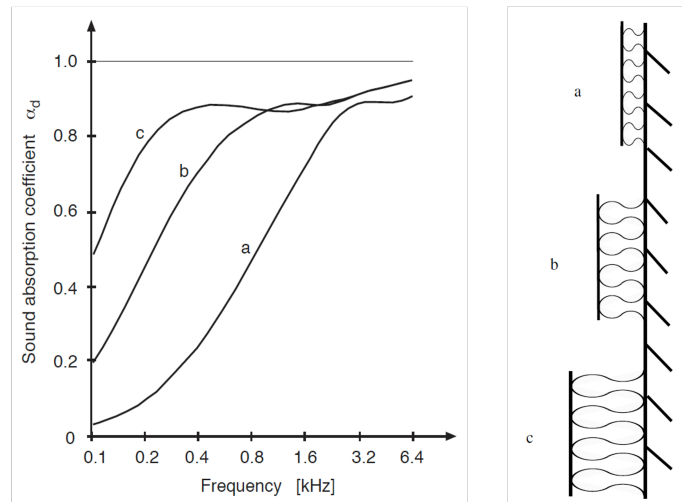 1.0
0.8
0.6
0.4
0.2
0
Sound absorption coefficient α_d
c
b
a
0.1 0.2 0.4 0.8 1.6 3.2 6.4
Frequency [kHz]
a
b
c